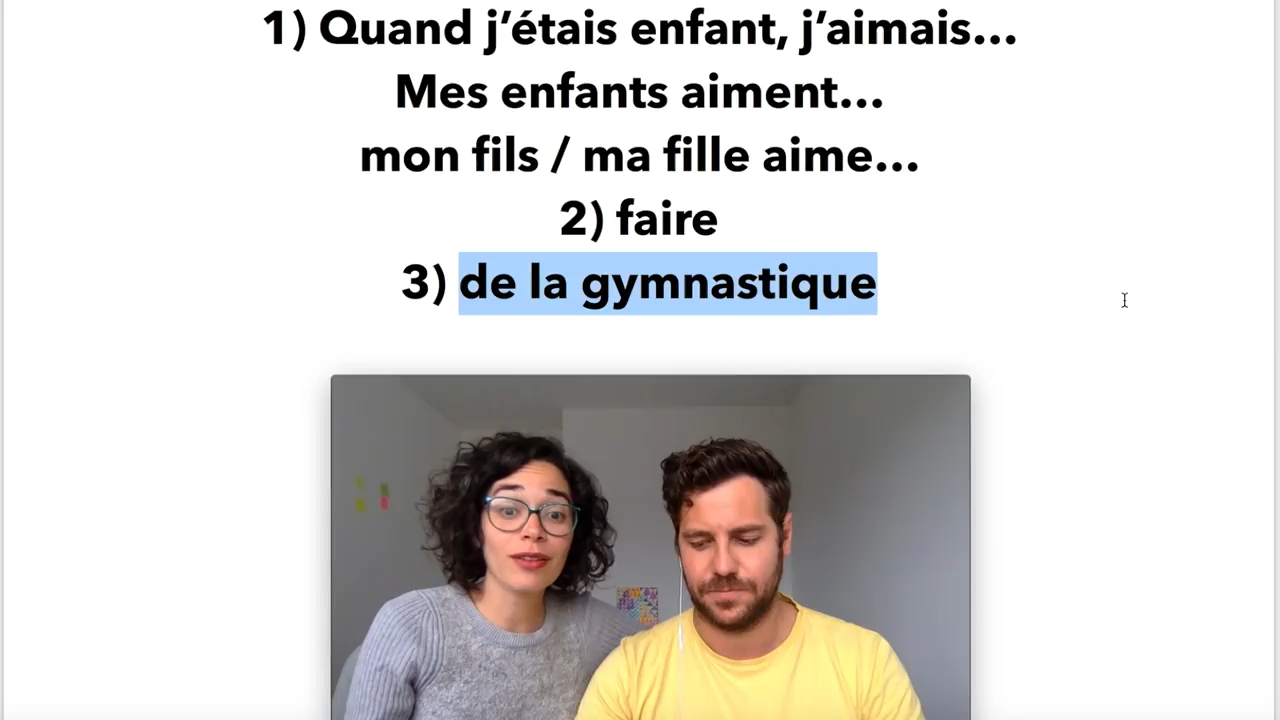 1) Quand j’étais enfant, j’aimais...
Mes enfants aiment...
mon fils / ma fille aime...
2) faire
3) de la gymnastique